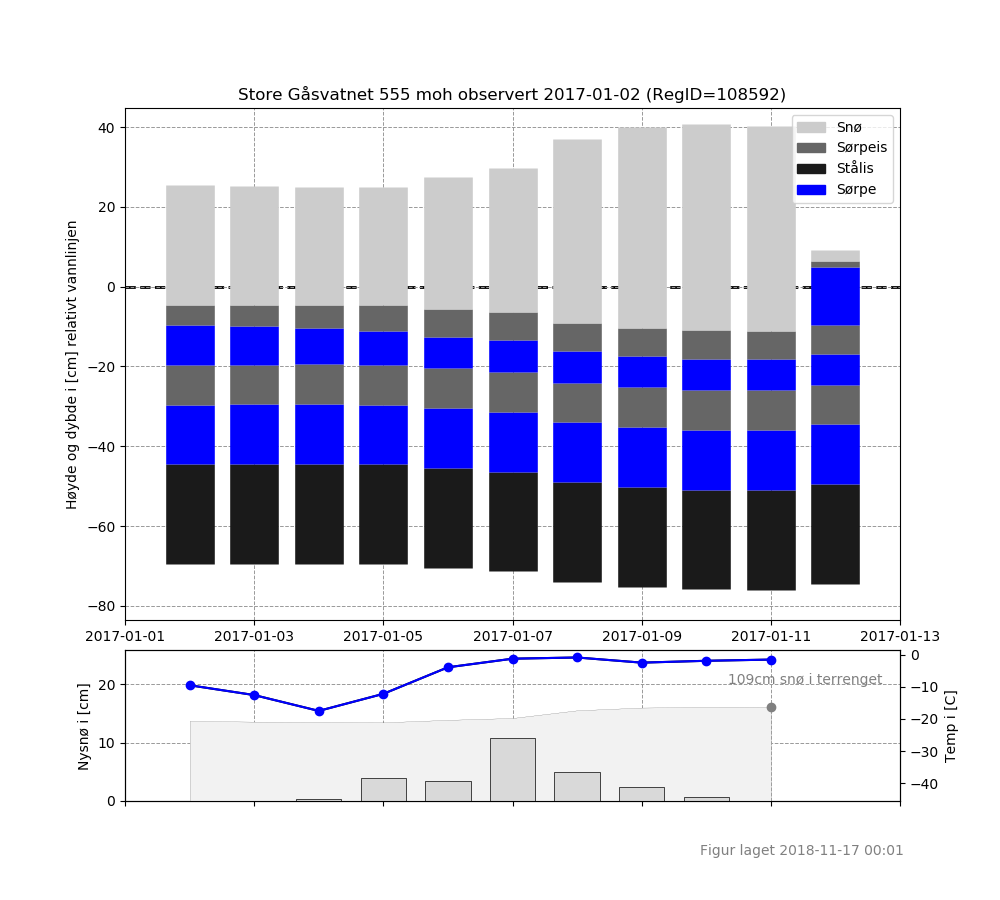 Store Gåsvatnet 555 moh observert 2017-01-02 (RegID=108592)
Høyde og dybde i [cm] relativt vannlinjen
40
20
0
−20
−40
−60
−80
Snø
Sørpeis
Stålis
Sørpe
2017-01-01
2017-01-03
2017-01-05
2017-01-07
2017-01-09
2017-01-11
2017-01-13
Nysnø i [cm]
20
10
0
109cm snø i terrenget
0
−10
−20
−30
−40
Temp i [C]
Figur laget 2018-11-17 00:01